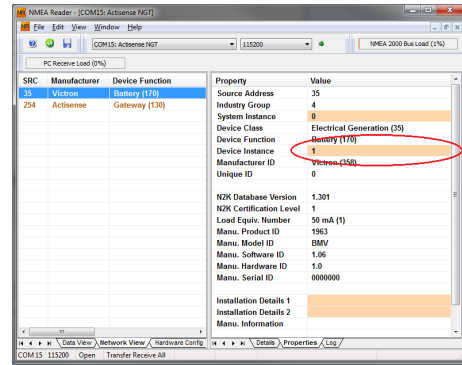 NMEA Reader - [COM15: Actisense NGT]
File Edit View Window Help
COM15: Actisense NGT 115200 NMEA 2000 Bus Load (1%)
PC Receive Load (0%)
SRC Manufacturer Device Function
35 Victron Battery (170)
254 Actisense Gateway (130)
Property Value
Source Address 35
Industry Group 4
System Instance 0
Device Class Electrical Generation (35)
Device Function Battery (170)
Device Instance 1
Manufacturer ID Victron (358)
Unique ID 0
N2K Database Version 1.301
N2K Certification Level 1
Load Equiv. Number 50 mA (1)
Manu. Product ID 1963
Manu. Model ID BMV
Manu. Software ID 1.06
Manu. Hardware ID 1.0
Manu. Serial ID 0000000
Installation Details 1
Installation Details 2
Manu. Information
Data View Network View Hardware Config Details Properties Log
COM 15 115200 Open Transfer Receive All